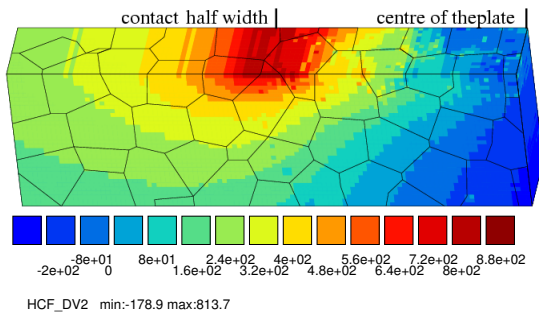 contact half width centre of theplate
-8e+01 8e+01 2.4e+02 4e+02 5.6e+02 7.2e+02 8.8e+02
-2e+02 0 1.6e+02 3.2e+02 4.8e+02 6.4e+02 8e+02
HCF_DV2 min:-178.9 max:813.7